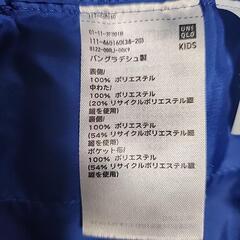 UNI
QLO
KIDS
111-465160(38-20)
バングラデシュ製
表側/
100% ポリエステル
中わた/
100% ポリエステル
(20% リサイクルポリエステル
繊を使用)
裏側/
100% ポリエステル
(54% リサイクルポリエステル
繊を使用)
ポケット布/
100% ポリエステル
(54% リサイクルポリエステル
繊を使用)